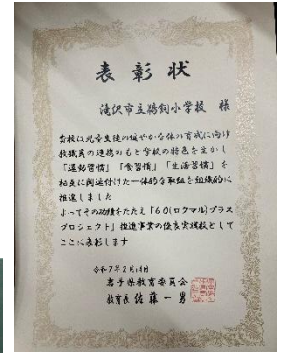 表彰状
滝沢市立鵜飼小学校 様
貴校は児童生徒の健やかな体の育成に向け
教職員の連携のもと学校の特色を生かし
「運動習慣」「食習慣」「生活習慣」を
相互に関連付けた一体的な取組を組織的に
推進しました
よってその功績をたたえ「60(ロクマル)プラス
プロジェクト」推進事業の優良実践校として
ここに表彰します
令和7年2月18日
岩手県教育委員会
教育長 佐藤一男